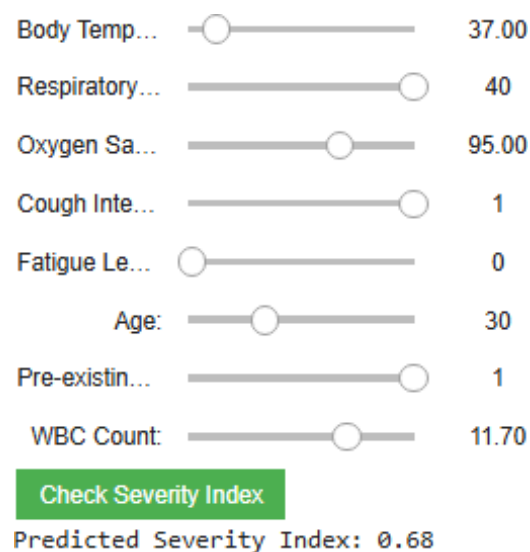 Body Temp... 37.00
Respiratory... 40
Oxygen Sa... 95.00
Cough Inte... 1
Fatigue Le... 0
Age: 30
Pre-existin... 1
WBC Count: 11.70
Check Severity Index
Predicted Severity Index: 0.68